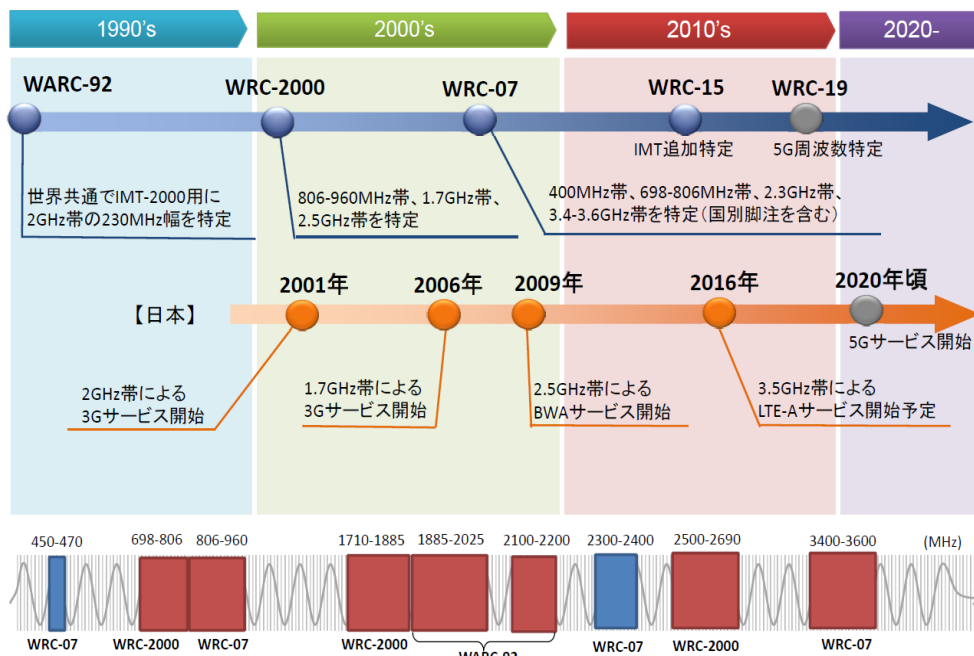 1990's
2000's
2010's
2020-
WARC-92
WRC-2000
WRC-07
WRC-15
WRC-19
IMT追加特定
5G周波数特定
世界共通でIMT-2000用に
2GHz帯の230MHz幅を特定
806-960MHz帯、1.7GHz帯、
2.5GHz帯を特定
400MHz帯、698-806MHz帯、2.3GHz帯、
3.4-3.6GHz帯を特定(国別脚注を含む)
【日本】
2001年
2006年
2009年
2016年
2020年頃
5Gサービス開始
2GHz帯による
3Gサービス開始
1.7GHz帯による
3Gサービス開始
2.5GHz帯による
BWAサービス開始
3.5GHz帯による
LTE-Aサービス開始予定
450-470
698-806
806-960
1710-1885
1885-2025
2100-2200
2300-2400
2500-2690
3400-3600
(MHz)
WRC-07
WRC-2000
WRC-07
WRC-2000
WARC-92
WRC-07
WRC-2000
WRC-07